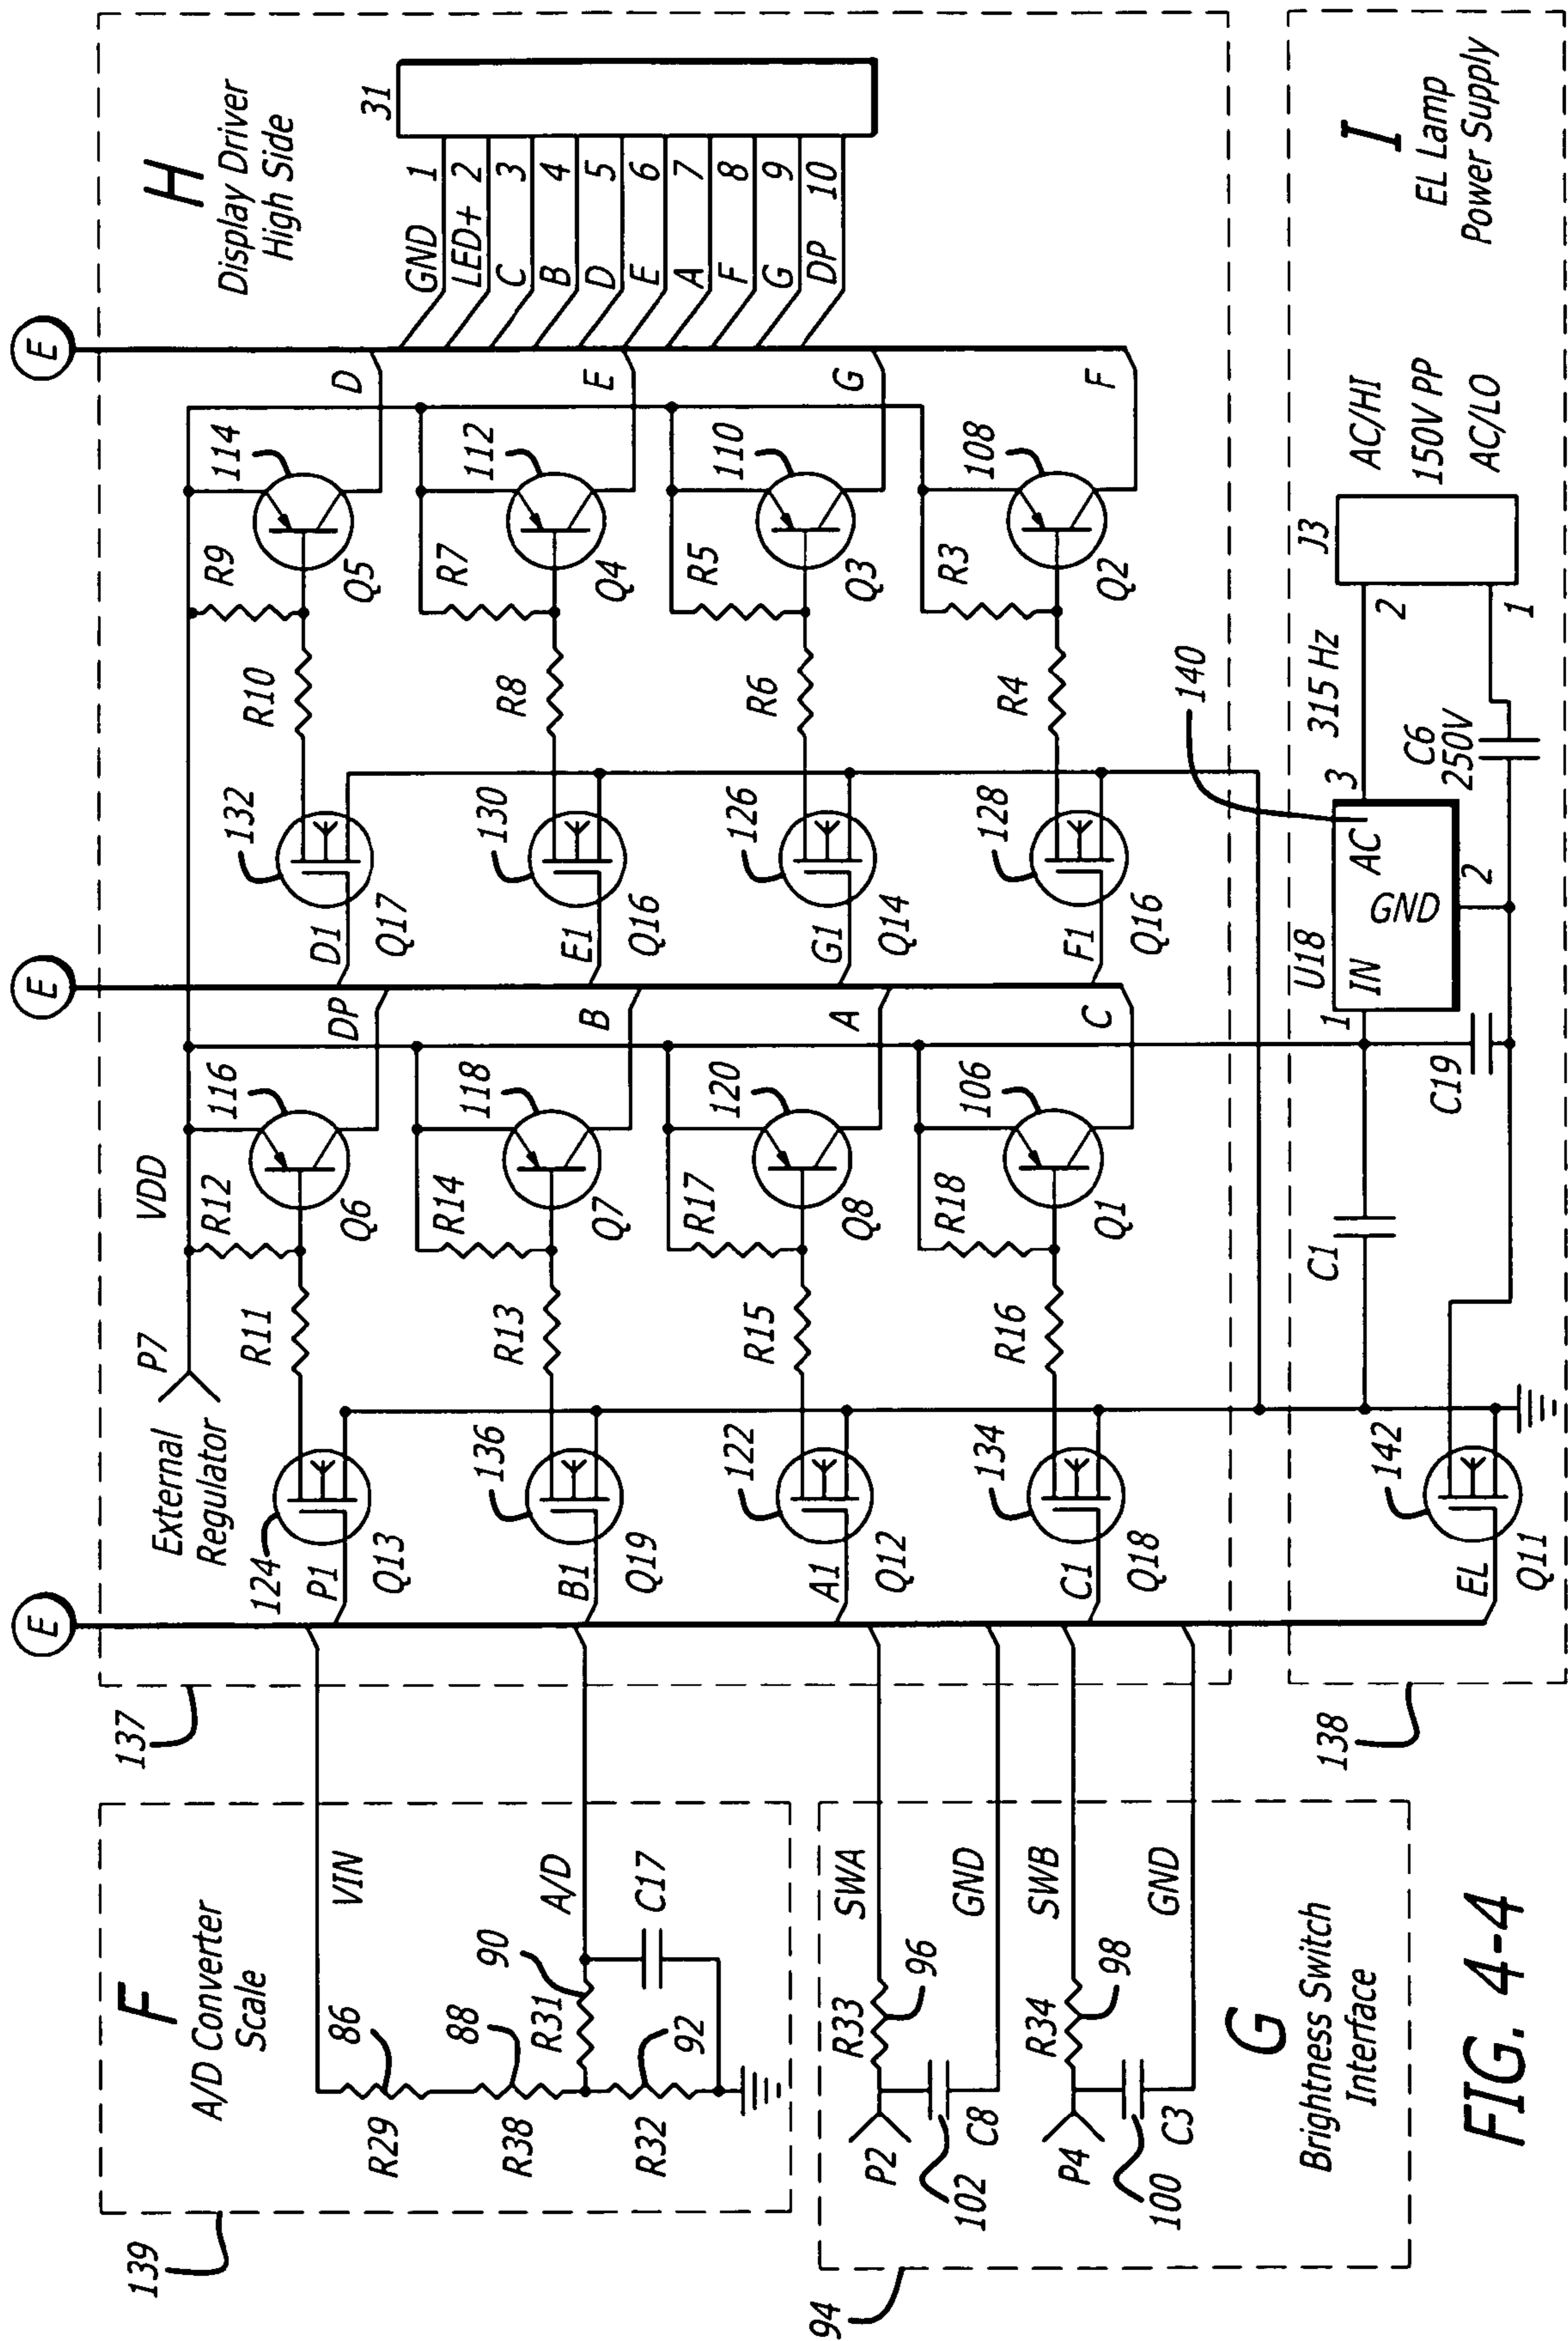 E
E
E
137
External
Regulator
P7
VDD
H
Display Driver
High Side
31
GND 1
LED+ 2
C 3
B 4
D 5
E 6
A 7
F 8
G 9
DP 10
124
P1
Q13
R11
R12
116
Q6
DP
D1
132
Q17
R10
R9
114
Q5
D
136
B1
Q19
R13
R14
118
Q7
B
E1
130
Q16
R8
R7
112
Q4
E
122
A1
Q12
R15
R17
120
Q8
A
G1
126
Q14
R6
R5
110
Q3
G
134
C1
Q18
R16
R18
106
Q1
C
F1
128
Q16
R4
R3
108
Q2
F
139
F
A/D Converter
Scale
86
VIN
R29
88
R38
R31
90
A/D
R32
92
C17
94
P2
R33
SWA
96
102
C8
GND
P4
R34
SWB
98
100
C3
GND
G
Brightness Switch
Interface
138
142
EL
Q11
C1
C19
U18
1
IN
AC
GND
3
2
140
315 Hz
C6
250V
J3
2
1
AC/HI
150V PP
AC/LO
I
EL Lamp
Power Supply
FIG. 4-4